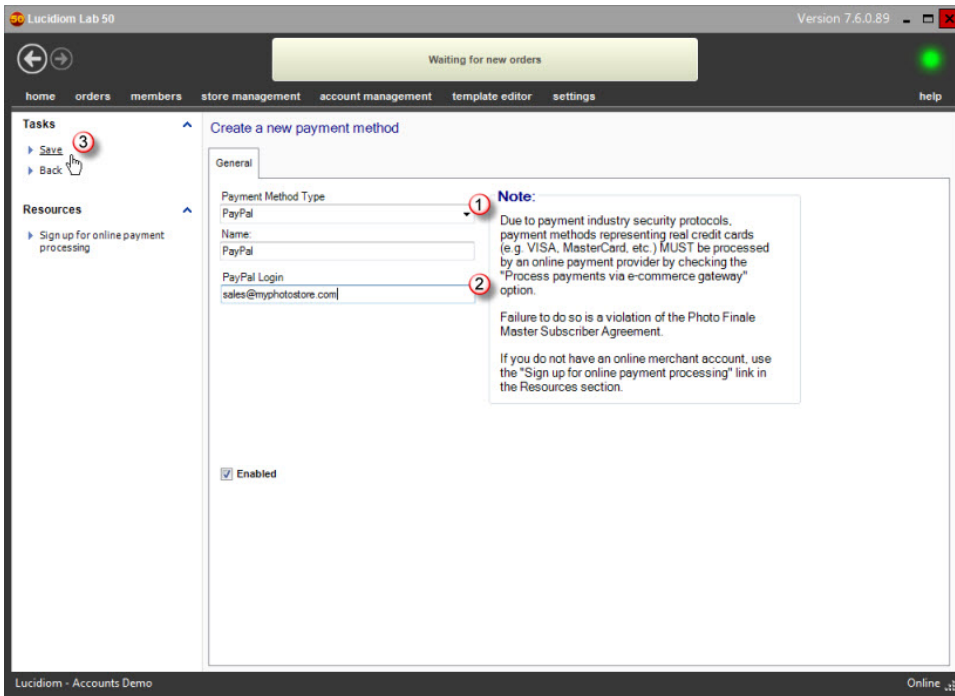 50 Lucidiom Lab 50
Version 7.6.0.89
Waiting for new orders
home orders members store management account management template editor settings help
Tasks
3
Save
Back
Resources
Sign up for online payment
processing
Create a new payment method
General
Payment Method Type
PayPal
1
Name:
PayPal
PayPal Login
sales@myphotostore.com
2
Note:
Due to payment industry security protocols,
payment methods representing real credit cards
(e.g. VISA, MasterCard, etc.) MUST be processed
by an online payment provider by checking the
"Process payments via e-commerce gateway"
option.
Failure to do so is a violation of the Photo Finale
Master Subscriber Agreement.
If you do not have an online merchant account, use
the "Sign up for online payment processing" link in
the Resources section.
Enabled
Lucidiom - Accounts Demo
Online